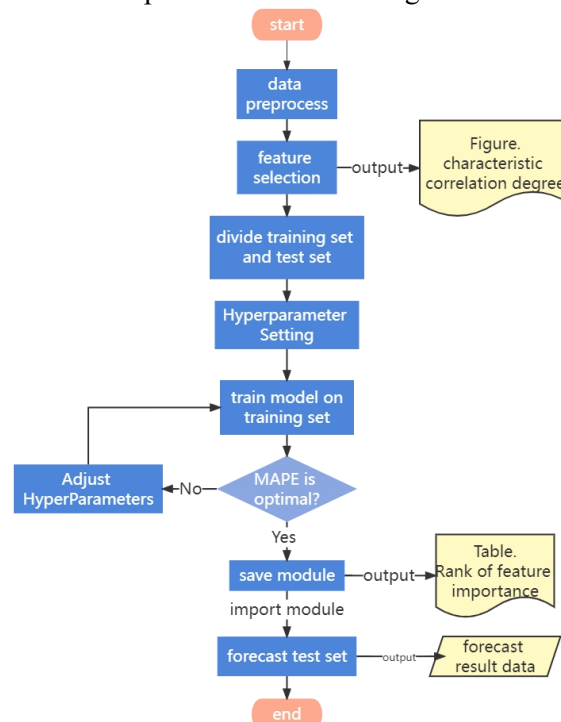 start
data
preprocess
feature
selection
output
Figure.
characteristic
correlation degree
divide training set
and test set
Hyperparameter
Setting
train model on
training set
Adjust
HyperParameters
No
MAPE is
optimal?
Yes
save module
output
Table.
Rank of feature
importance
import module
forecast test set
output
forecast
result data
end